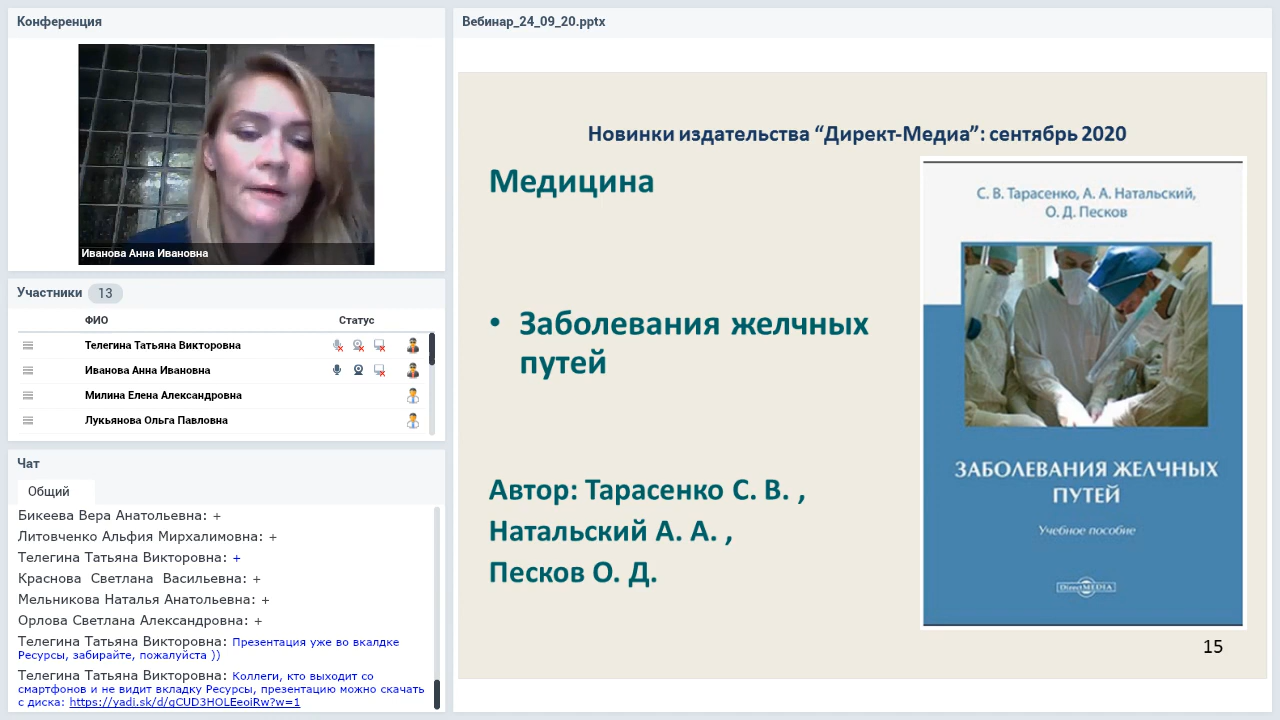 Конференция
Иванова Анна Ивановна
Участники 13
ФИО Статус
Телегина Татьяна Викторовна
Иванова Анна Ивановна
Милина Елена Александровна
Лукьянова Ольга Павловна
Чат
Общий
Бикеева Вера Анатольевна: +
Литовченко Альфия Мирхалимовна: +
Телегина Татьяна Викторовна: +
Краснова Светлана Васильевна: +
Мельникова Наталья Анатольевна: +
Орлова Светлана Александровна: +
Телегина Татьяна Викторовна: Презентация уже во вкалдке
Ресурсы, забирайте, пожалуйста ))
Телегина Татьяна Викторовна: Коллеги, кто выходит со
смартфонов и не видит вкладку Ресурсы, презентацию можно скачать
с диска: https://yadi.sk/d/gCUD3HOLEeoiRw?w=1
Вебинар_24_09_20.pptx
Новинки издательства “Директ-Медиа”: сентябрь 2020
Медицина
• Заболевания желчных
путей
Автор: Тарасенко С. В. ,
Натальский А. А. ,
Песков О. Д.
С. В. Тарасенко, А. А. Натальский,
О. Д. Песков
ЗАБОЛЕВАНИЯ ЖЕЛЧНЫХ
ПУТЕЙ
Учебное пособие
DirectMEDIA
15